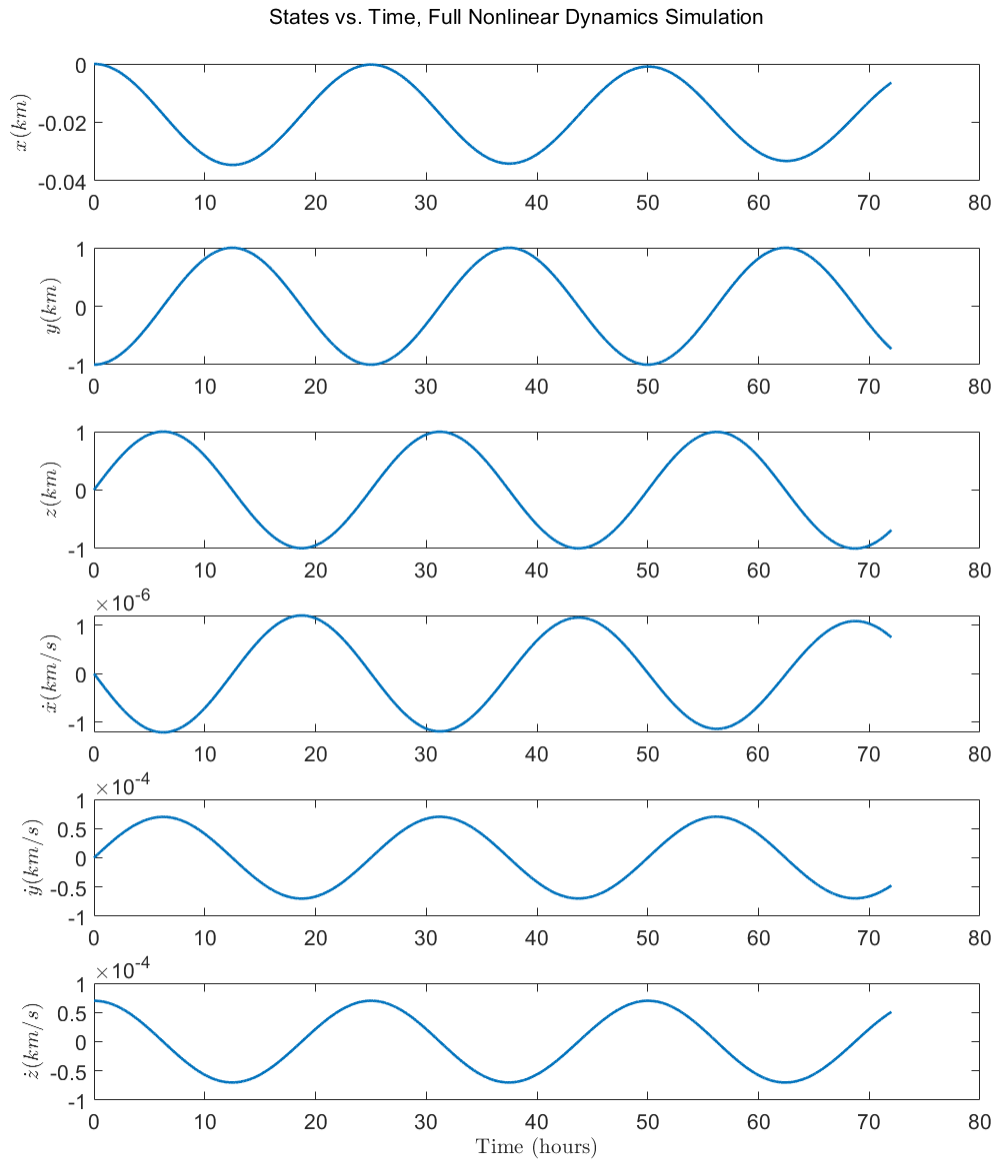 States vs. Time, Full Nonlinear Dynamics Simulation
0
-0.02
-0.04
x(km)
0 10 20 30 40 50 60 70 80
1
0
-1
y(km)
0 10 20 30 40 50 60 70 80
1
0
-1
z(km)
0 10 20 30 40 50 60 70 80
×10⁻⁶
1
0
-1
ẋ(km/s)
0 10 20 30 40 50 60 70 80
×10⁻⁴
1
0.5
0
-0.5
-1
ẏ(km/s)
0 10 20 30 40 50 60 70 80
×10⁻⁴
1
0.5
0
-0.5
-1
ż(km/s)
0 10 20 30 40 50 60 70 80
Time (hours)